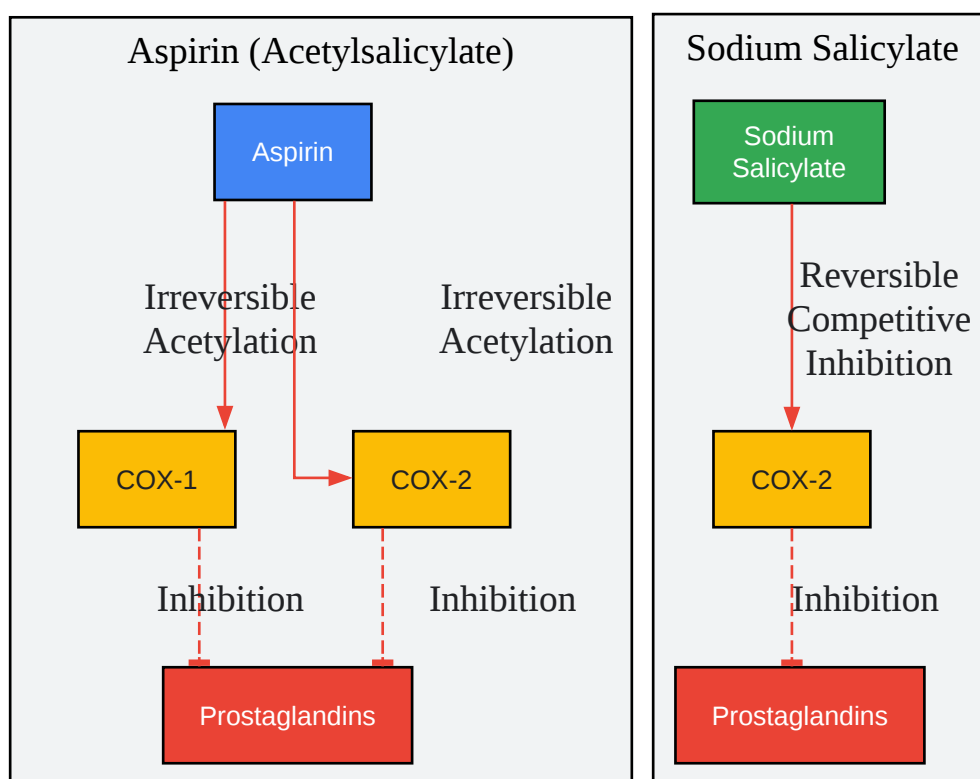 Aspirin (Acetylsalicylate)
Aspirin
Irreversible
Acetylation
Irreversible
Acetylation
COX-1
COX-2
Inhibition
Inhibition
Prostaglandins
Sodium Salicylate
Sodium
Salicylate
Reversible
Competitive
Inhibition
COX-2
Inhibition
Prostaglandins